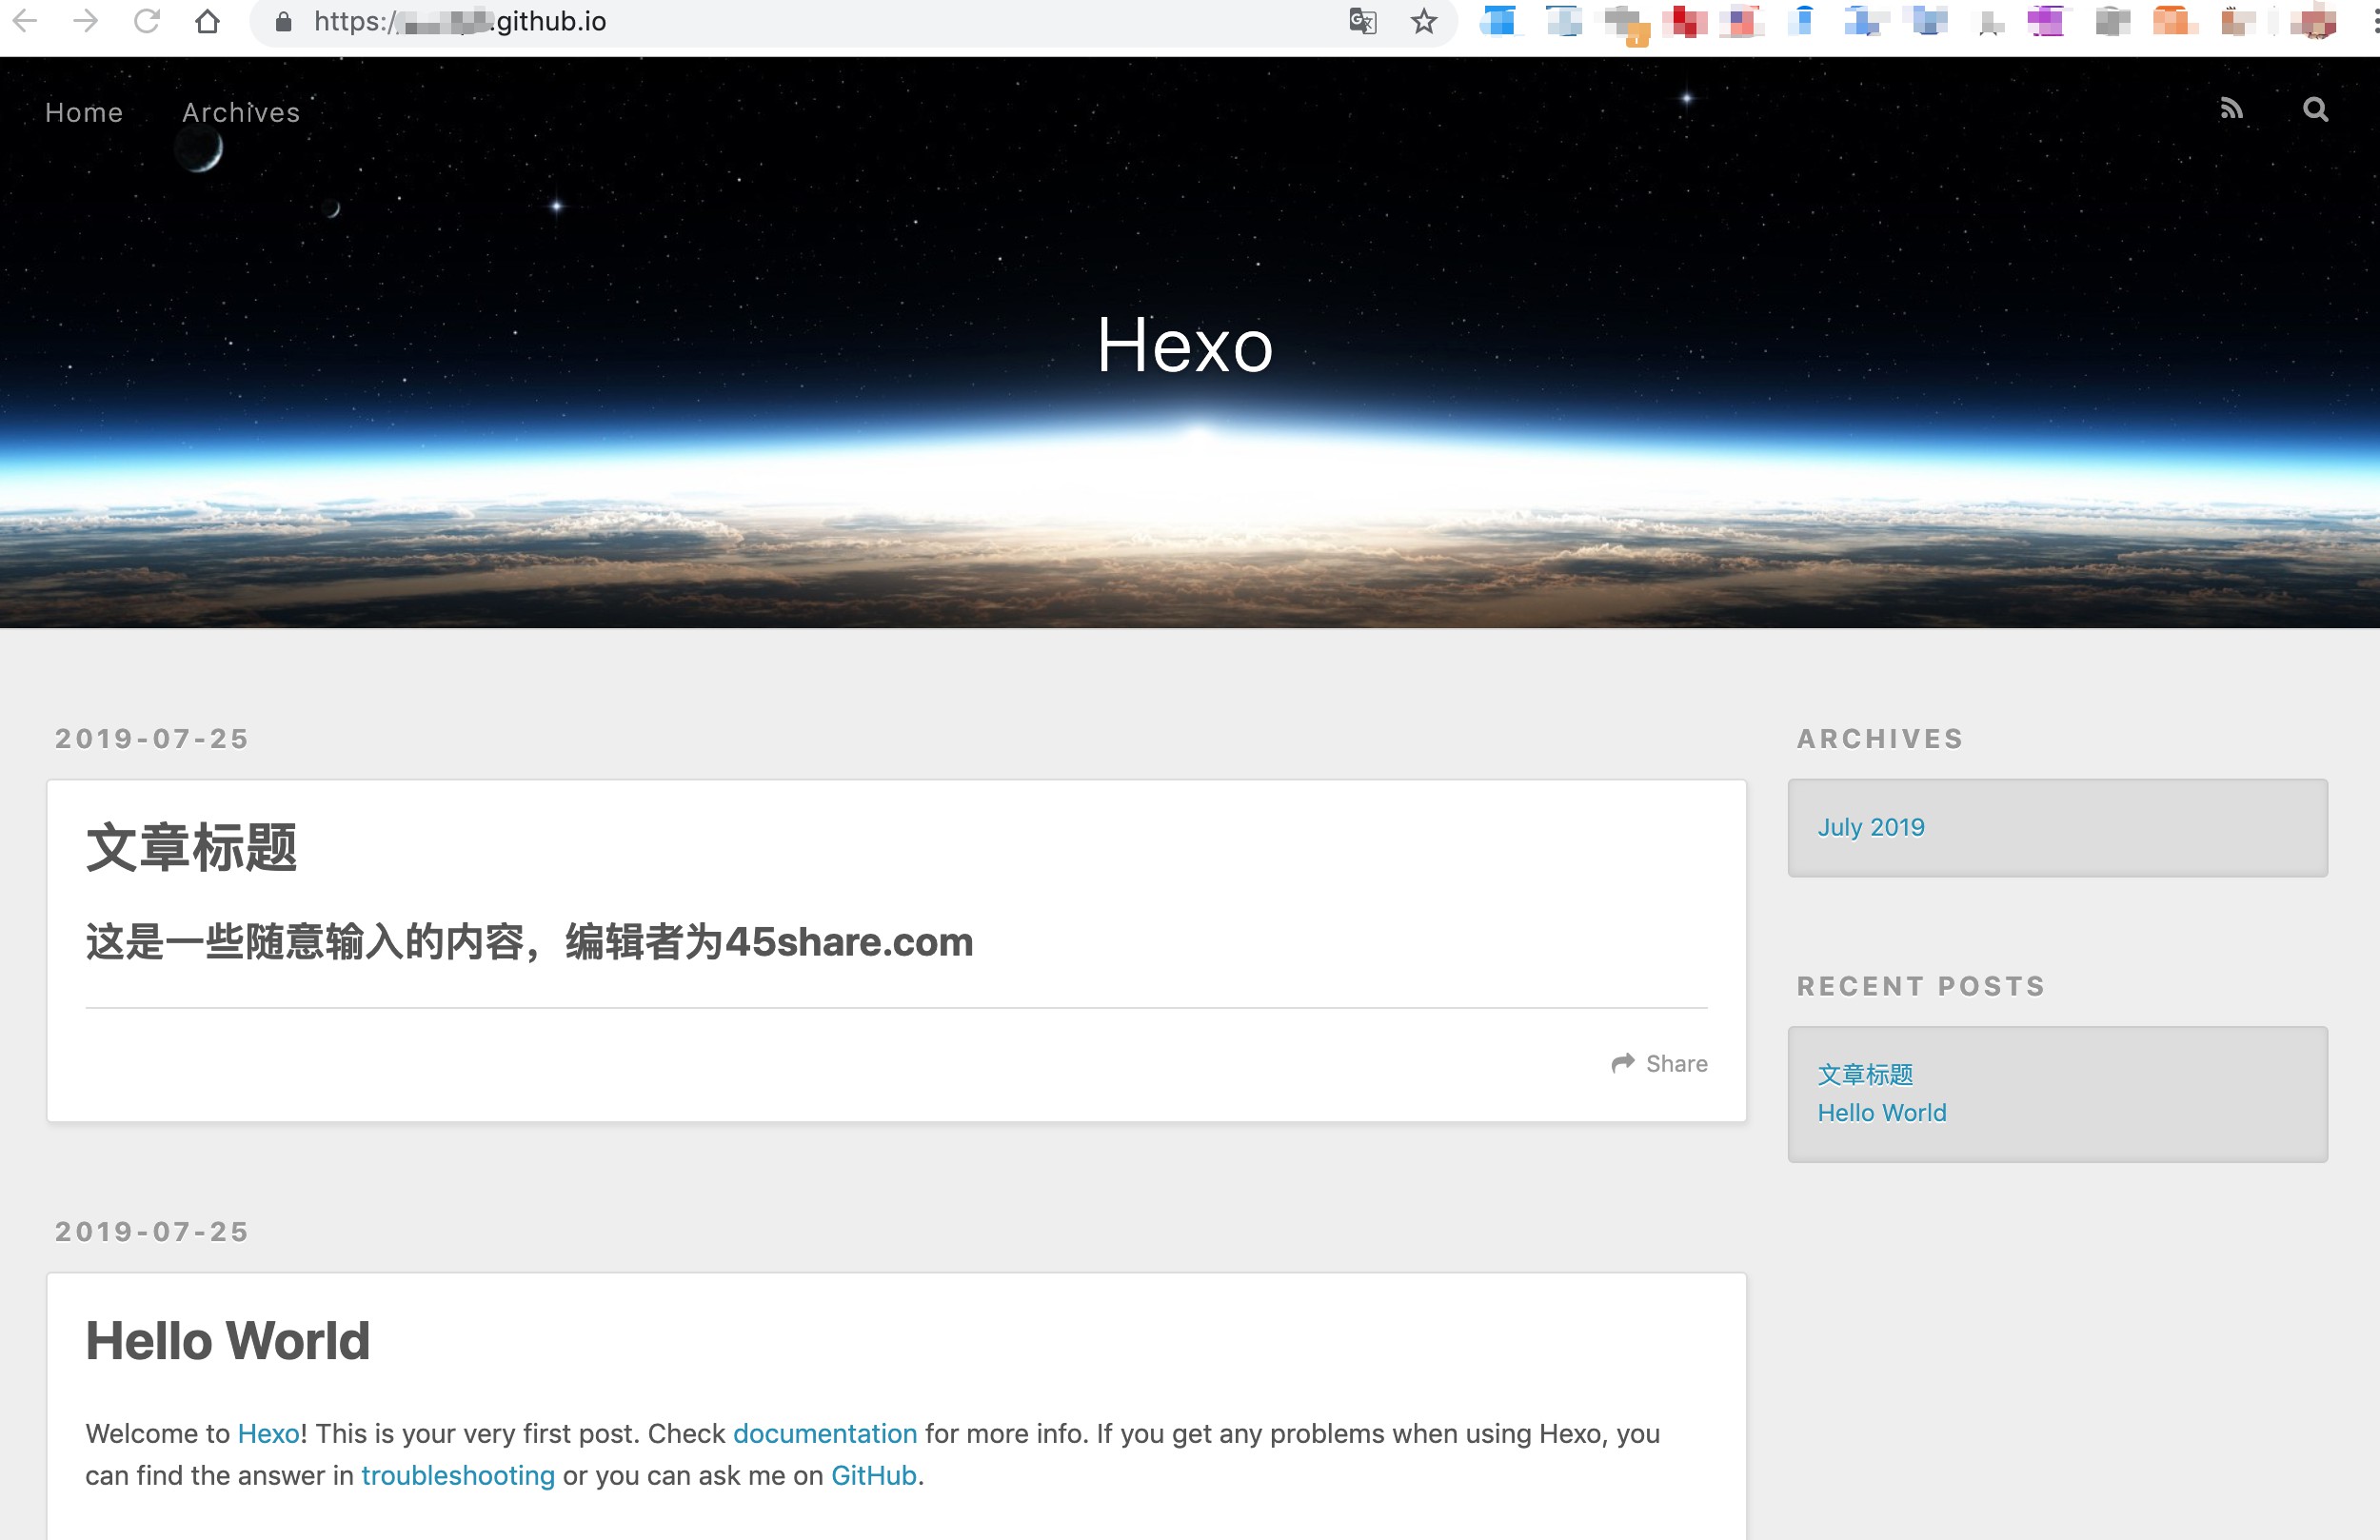 https:/ .github.io
Home Archives
Hexo
2019-07-25
文章标题
这是一些随意输入的内容，编辑者为45share.com
Share
2019-07-25
Hello World
Welcome to Hexo! This is your very first post. Check documentation for more info. If you get any problems when using Hexo, you
can find the answer in troubleshooting or you can ask me on GitHub.
ARCHIVES
July 2019
RECENT POSTS
文章标题
Hello World